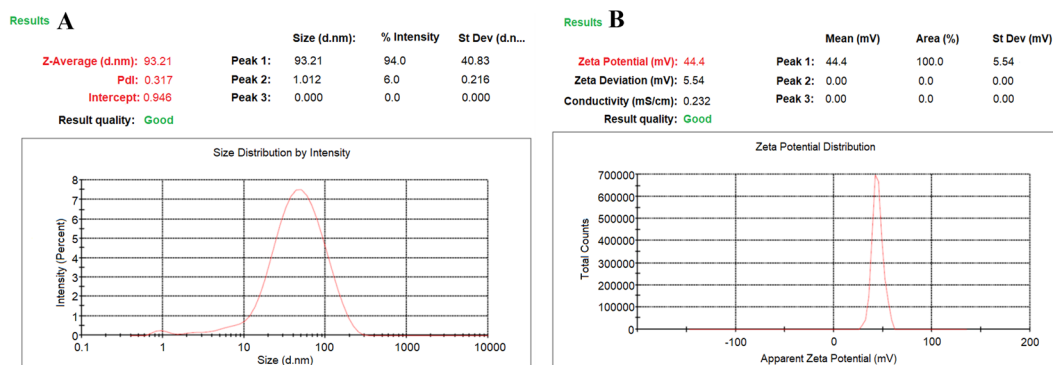 Results A
Size (d.nm): % Intensity St Dev (d.n...
Z-Average (d.nm): 93.21 Peak 1: 93.21 94.0 40.83
PdI: 0.317 Peak 2: 1.012 6.0 0.216
Intercept: 0.946 Peak 3: 0.000 0.0 0.000
Result quality: Good
Size Distribution by Intensity
Intensity (Percent)
8
7
6
5
4
3
2
1
0
0.1 1 10 100 1000 10000
Size (d.nm)
Results B
Mean (mV) Area (%) St Dev (mV)
Zeta Potential (mV): 44.4 Peak 1: 44.4 100.0 5.54
Zeta Deviation (mV): 5.54 Peak 2: 0.00 0.0 0.00
Conductivity (mS/cm): 0.232 Peak 3: 0.00 0.0 0.00
Result quality: Good
Zeta Potential Distribution
Total Counts
700000
600000
500000
400000
300000
200000
100000
0
-100 0 100 200
Apparent Zeta Potential (mV)